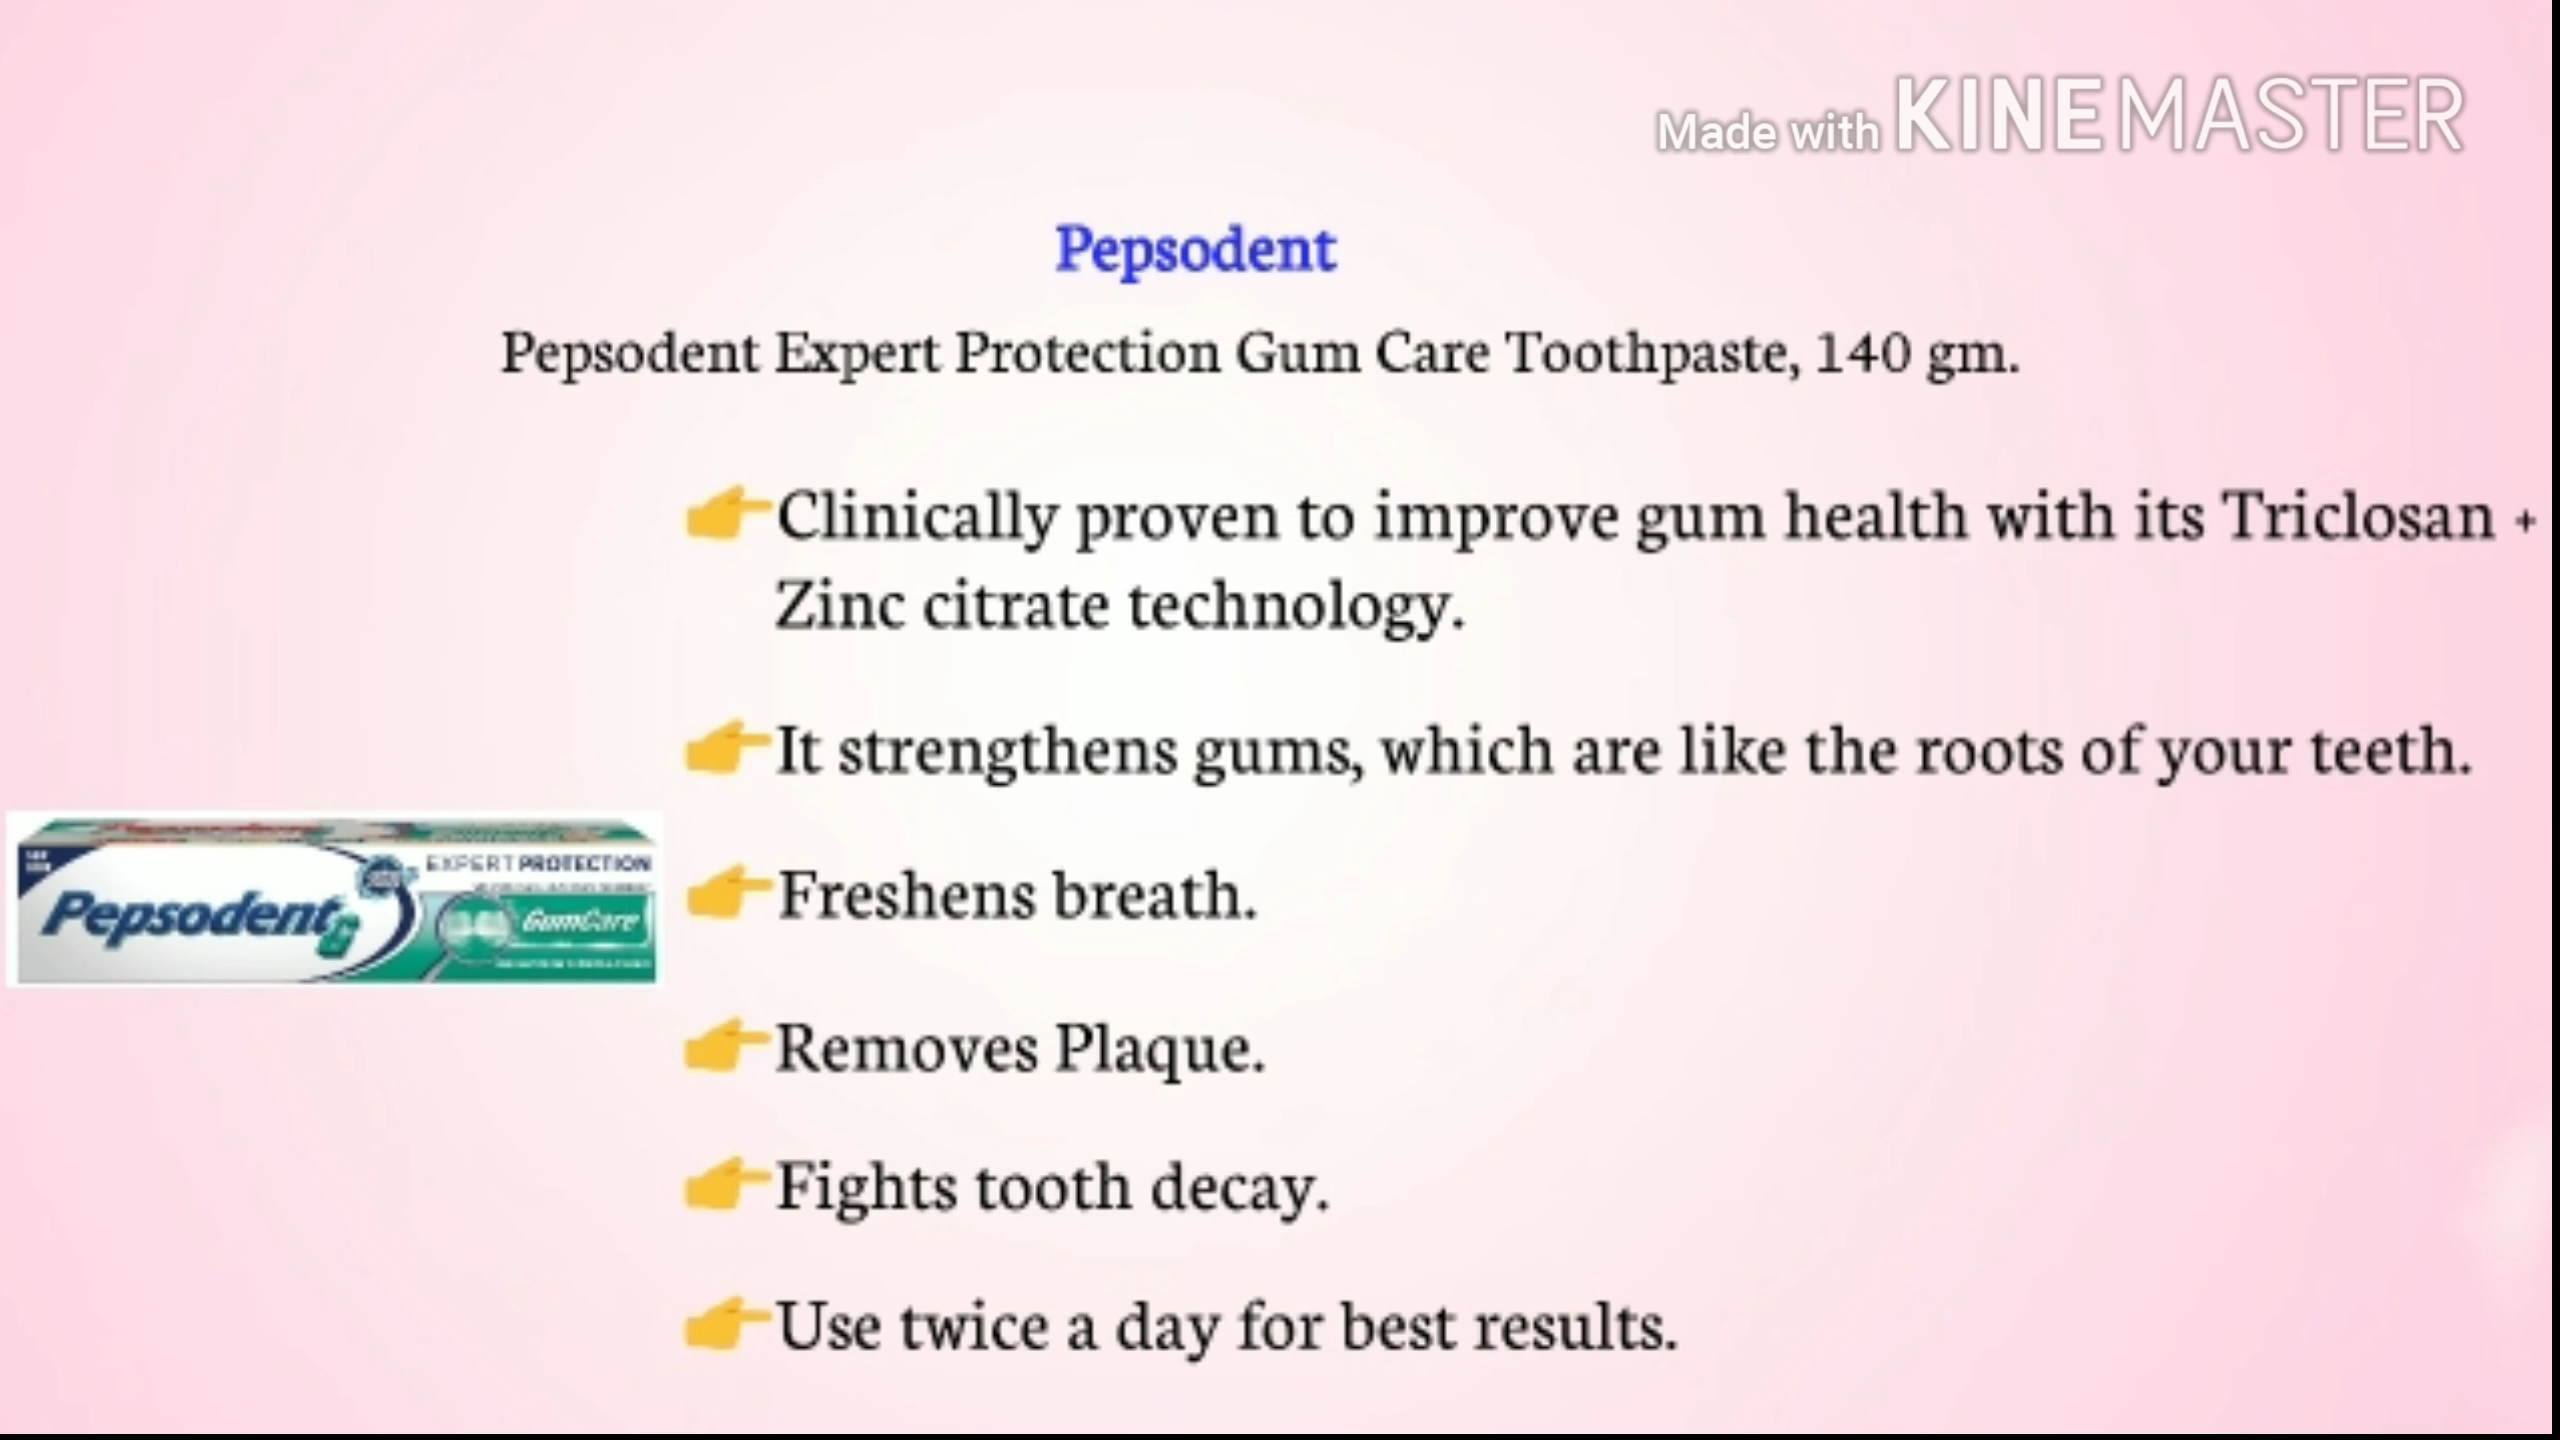 Made with KINEMASTER
Pepsodent
Pepsodent Expert Protection Gum Care Toothpaste, 140 gm.
👉Clinically proven to improve gum health with its Triclosan +
Zinc citrate technology.
👉It strengthens gums, which are like the roots of your teeth.
EXPERT PROTECTION
Pepsodent G
GumCare
👉Freshens breath.
👉Removes Plaque.
👉Fights tooth decay.
👉Use twice a day for best results.